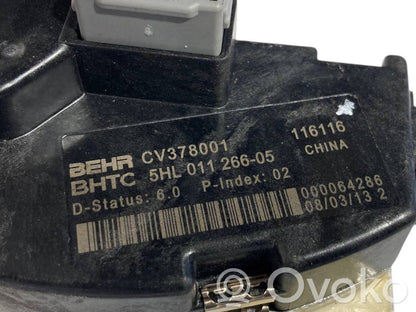 BEHR CV378001 116116
BHTC 5HL 011 266-05 CHINA
D-Status: 6.0 P-Index: 02
000064286
08/03/13 2
Ovoko